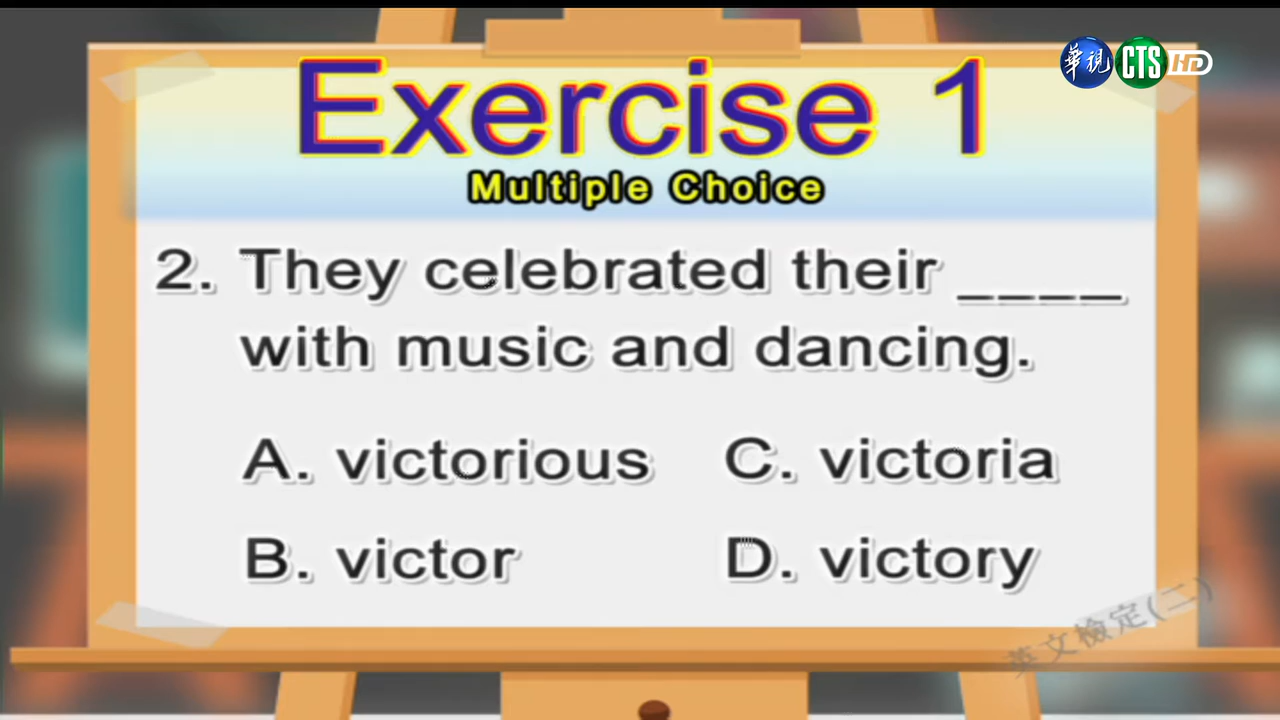 華視 CTS HD
Exercise 1
Multiple Choice
2. They celebrated their ____
with music and dancing.
A. victorious
C. victoria
B. victor
D. victory
英文檢定(二)